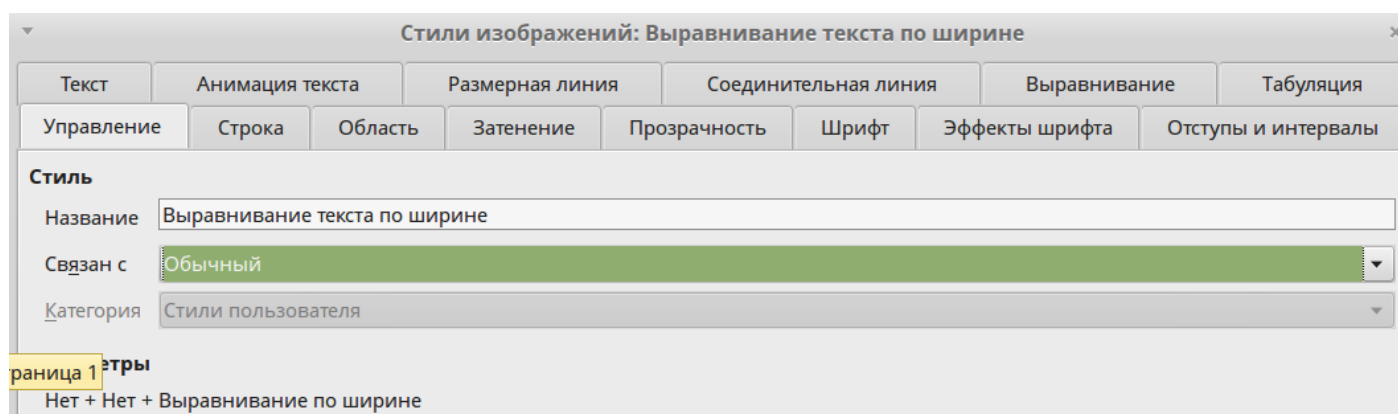 Стили изображений: Выравнивание текста по ширине
Текст Анимация текста Размерная линия Соединительная линия Выравнивание Табуляция
Управление Строка Область Затенение Прозрачность Шрифт Эффекты шрифта Отступы и интервалы
Стиль
Название Выравнивание текста по ширине
Связан с Обычный
Категория Стили пользователя
раница 1 етры
Нет + Нет + Выравнивание по ширине